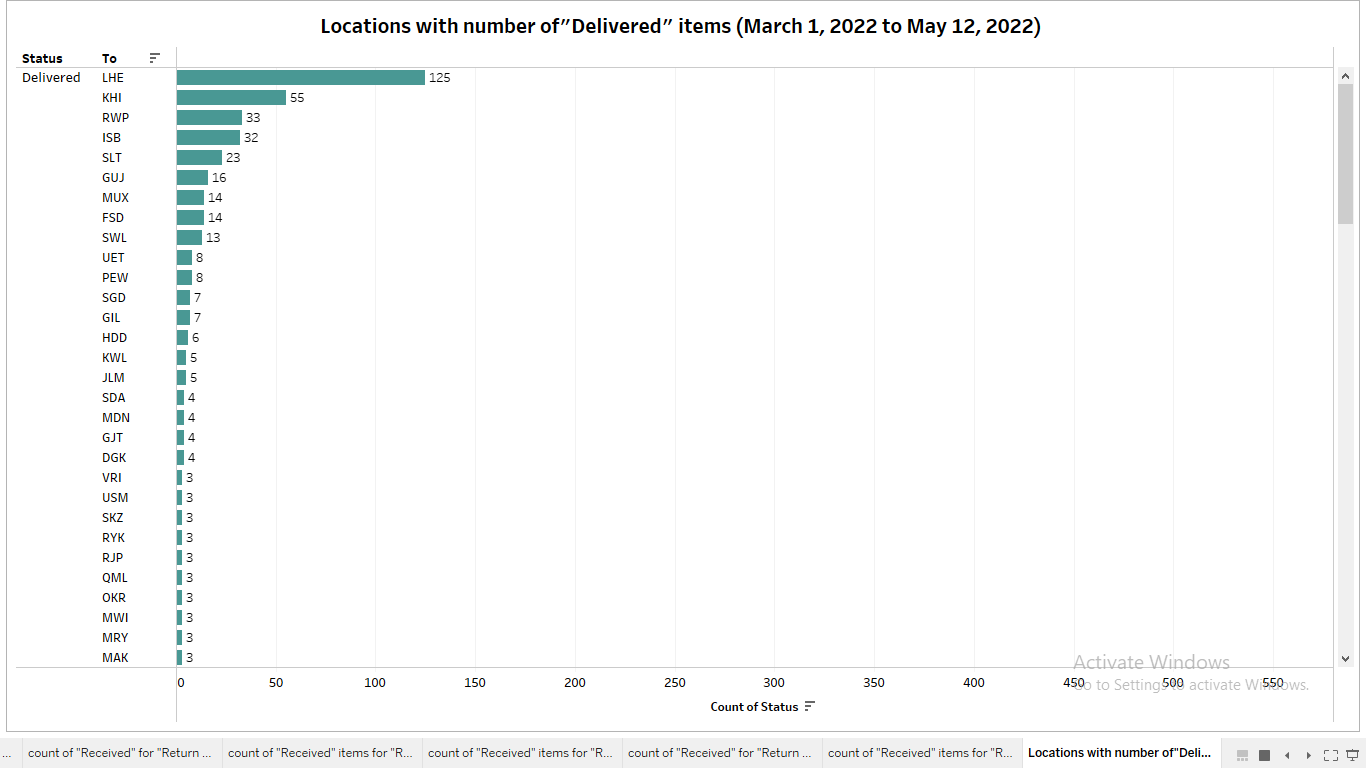 Locations with number of”Delivered” items (March 1, 2022 to May 12, 2022)
Status To
Delivered LHE 125
KHI 55
RWP 33
ISB 32
SLT 23
GUJ 16
MUX 14
FSD 14
SWL 13
UET 8
PEW 8
SGD 7
GIL 7
HDD 6
KWL 5
JLM 5
SDA 4
MDN 4
GJT 4
DGK 4
VRI 3
USM 3
SKZ 3
RYK 3
RJP 3
QML 3
OKR 3
MWI 3
MRY 3
MAK 3
Activate Windows
Go to Settings to activate Windows.
0 50 100 150 200 250 300 350 400 450 500 550
Count of Status
... count of "Received" for "Return ... count of "Received" items for "R... count of "Received" items for "R... count of "Received" for "Return ... count of "Received" items for "R... Locations with number of"Deli...